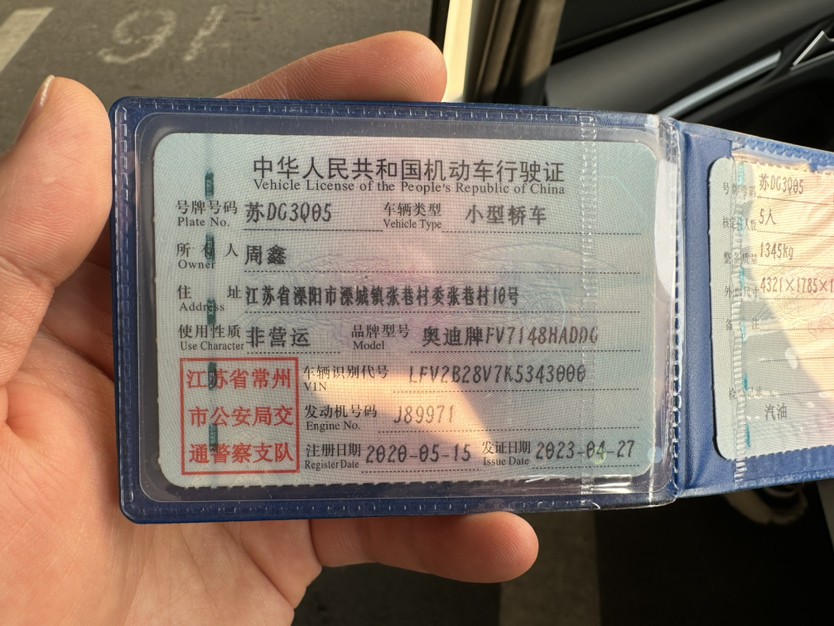 16
中华人民共和国机动车行驶证
Vehicle License of the People's Republic of China
号牌号码 苏DG3Q05 车辆类型 小型轿车
Plate No. Vehicle Type
所有人 周鑫
Owner
住址 江苏省溧阳市溧城镇张巷村委张巷村10号
Address
使用性质 非营运 品牌型号 奥迪牌FV7148HADDG
Use Character Model
江苏省常州
市公安局交
通警察支队
车辆识别代号 LFV2B28V7K5343006
VIN
发动机号码 J89971
Engine No.
注册日期 2020-05-15 发证日期 2023-04-27
Register Date Issue Date
苏DG3Q05
5人
1345kg
4321×1785×1
汽油